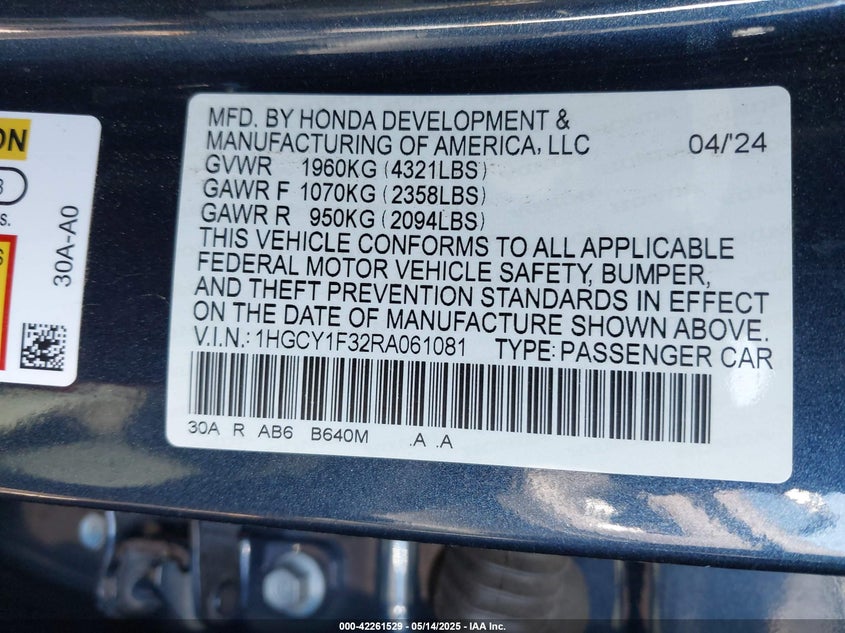 ON
3
s.
S
30A-A0
MFD. BY HONDA DEVELOPMENT &
MANUFACTURING OF AMERICA, LLC 04/'24
GVWR 1960KG (4321LBS)
GAWR F 1070KG (2358LBS)
GAWR R 950KG (2094LBS)
THIS VEHICLE CONFORMS TO ALL APPLICABLE
FEDERAL MOTOR VEHICLE SAFETY, BUMPER,
AND THEFT PREVENTION STANDARDS IN EFFECT
ON THE DATE OF MANUFACTURE SHOWN ABOVE.
V.I.N.: 1HGCY1F32RA061081 TYPE: PASSENGER CAR
30A R AB6 B640M .A .A
000-42261529 - 05/14/2025 - IAA Inc.